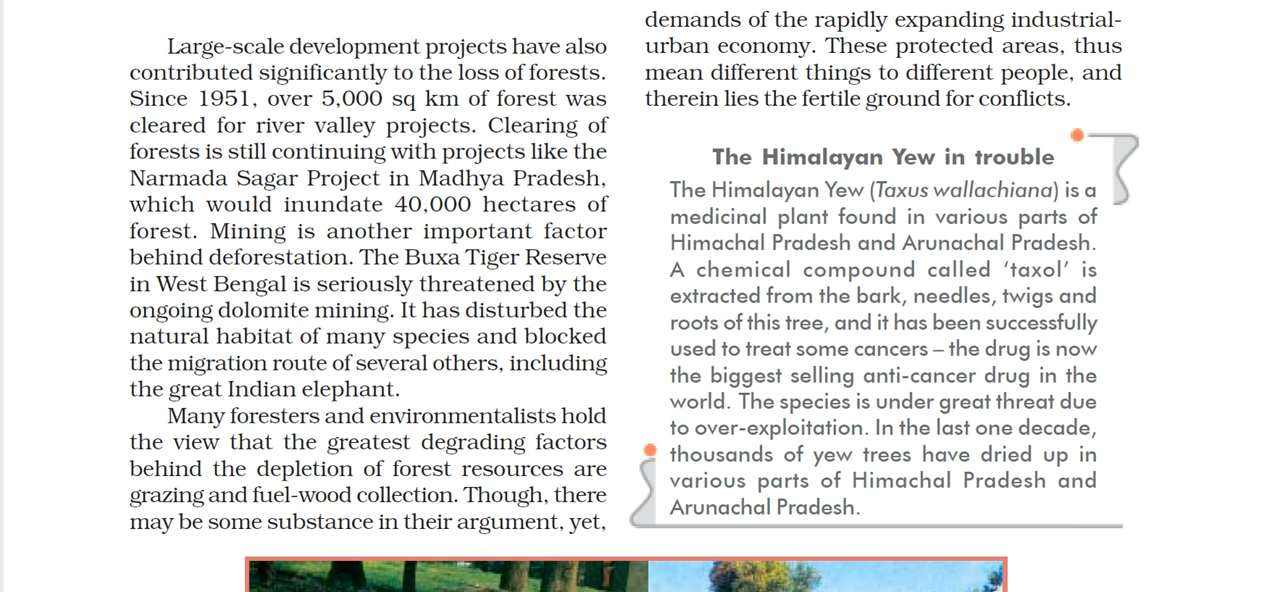 Large-scale development projects have also
contributed significantly to the loss of forests.
Since 1951, over 5,000 sq km of forest was
cleared for river valley projects. Clearing of
forests is still continuing with projects like the
Narmada Sagar Project in Madhya Pradesh,
which would inundate 40,000 hectares of
forest. Mining is another important factor
behind deforestation. The Buxa Tiger Reserve
in West Bengal is seriously threatened by the
ongoing dolomite mining. It has disturbed the
natural habitat of many species and blocked
the migration route of several others, including
the great Indian elephant.
Many foresters and environmentalists hold
the view that the greatest degrading factors
behind the depletion of forest resources are
grazing and fuel-wood collection. Though, there
may be some substance in their argument, yet,
demands of the rapidly expanding industrial-
urban economy. These protected areas, thus
mean different things to different people, and
therein lies the fertile ground for conflicts.
The Himalayan Yew in trouble
The Himalayan Yew (Taxus wallachiana) is a
medicinal plant found in various parts of
Himachal Pradesh and Arunachal Pradesh.
A chemical compound called ‘taxol’ is
extracted from the bark, needles, twigs and
roots of this tree, and it has been successfully
used to treat some cancers – the drug is now
the biggest selling anti-cancer drug in the
world. The species is under great threat due
to over-exploitation. In the last one decade,
thousands of yew trees have dried up in
various parts of Himachal Pradesh and
Arunachal Pradesh.